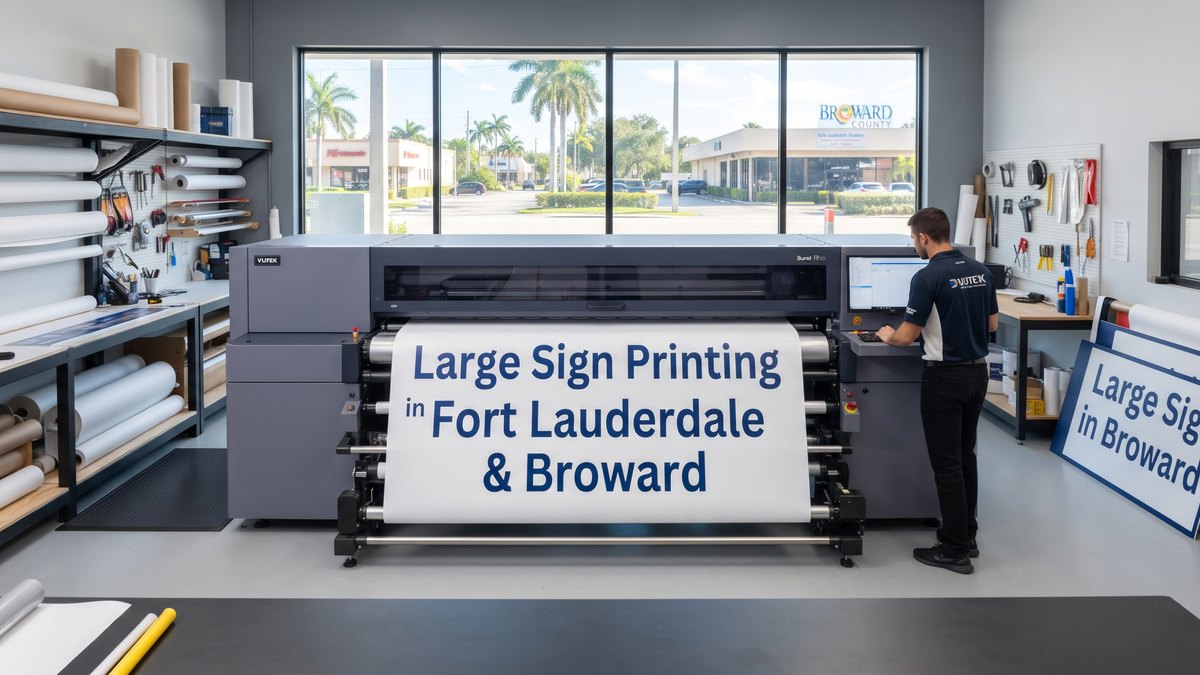 BROWARD
COUNTY
VUTEK
VUTEK
Large Sign Printing
in Fort Lauderdale
& Broward
Large Sig
in Broward